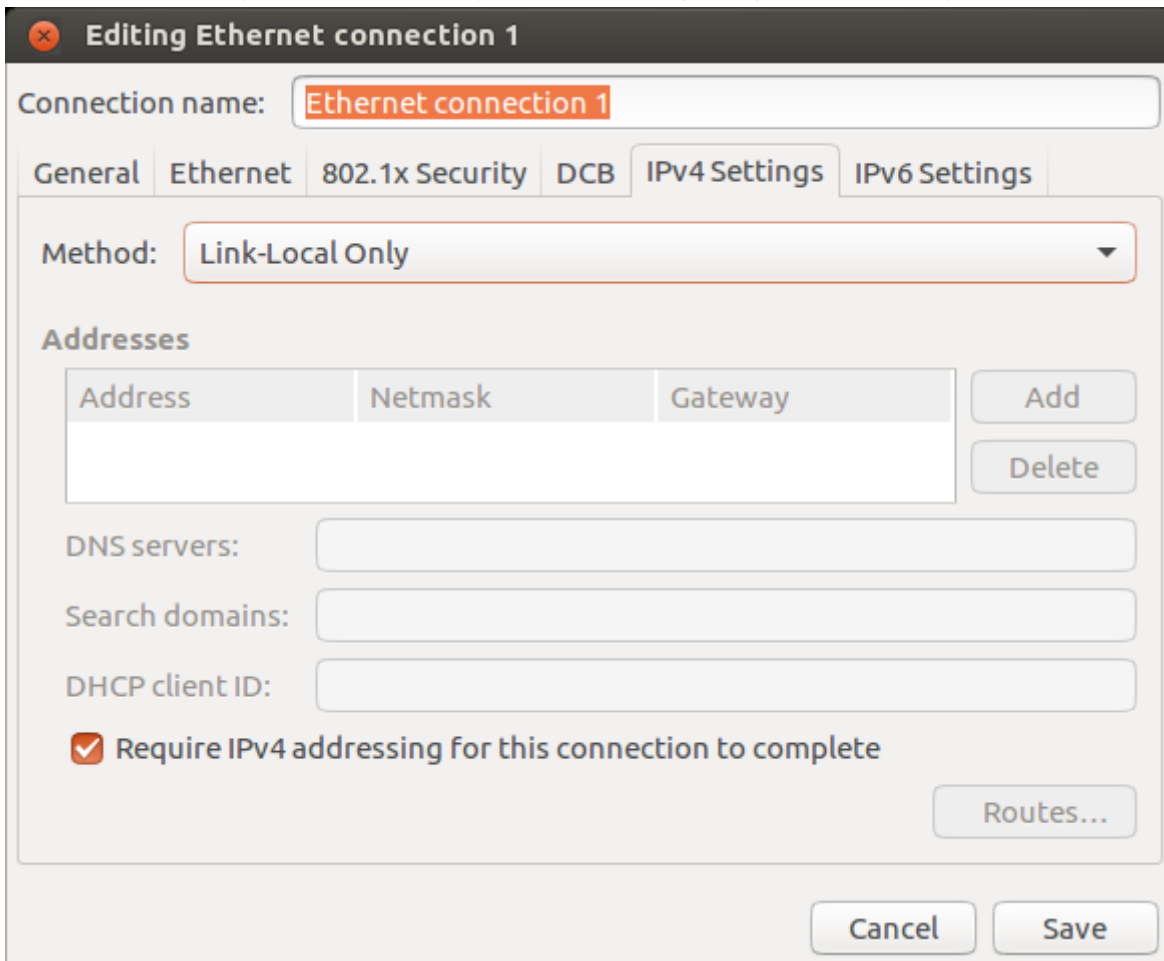 Editing Ethernet connection 1
Connection name: Ethernet connection 1
General Ethernet 802.1x Security DCB IPv4 Settings IPv6 Settings
Method: Link-Local Only
Addresses
Address Netmask Gateway Add
Delete
DNS servers:
Search domains:
DHCP client ID:
Require IPv4 addressing for this connection to complete
Routes...
Cancel Save